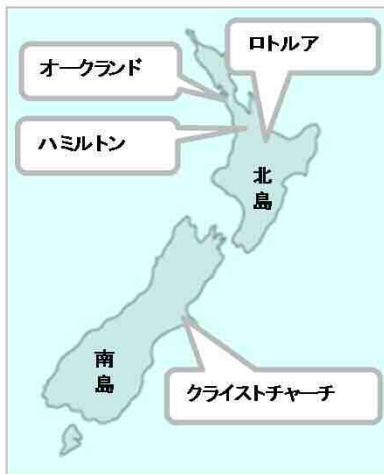 ロトルア
オークランド
ハミルトン
北
島
南
島
クライストチャーチ